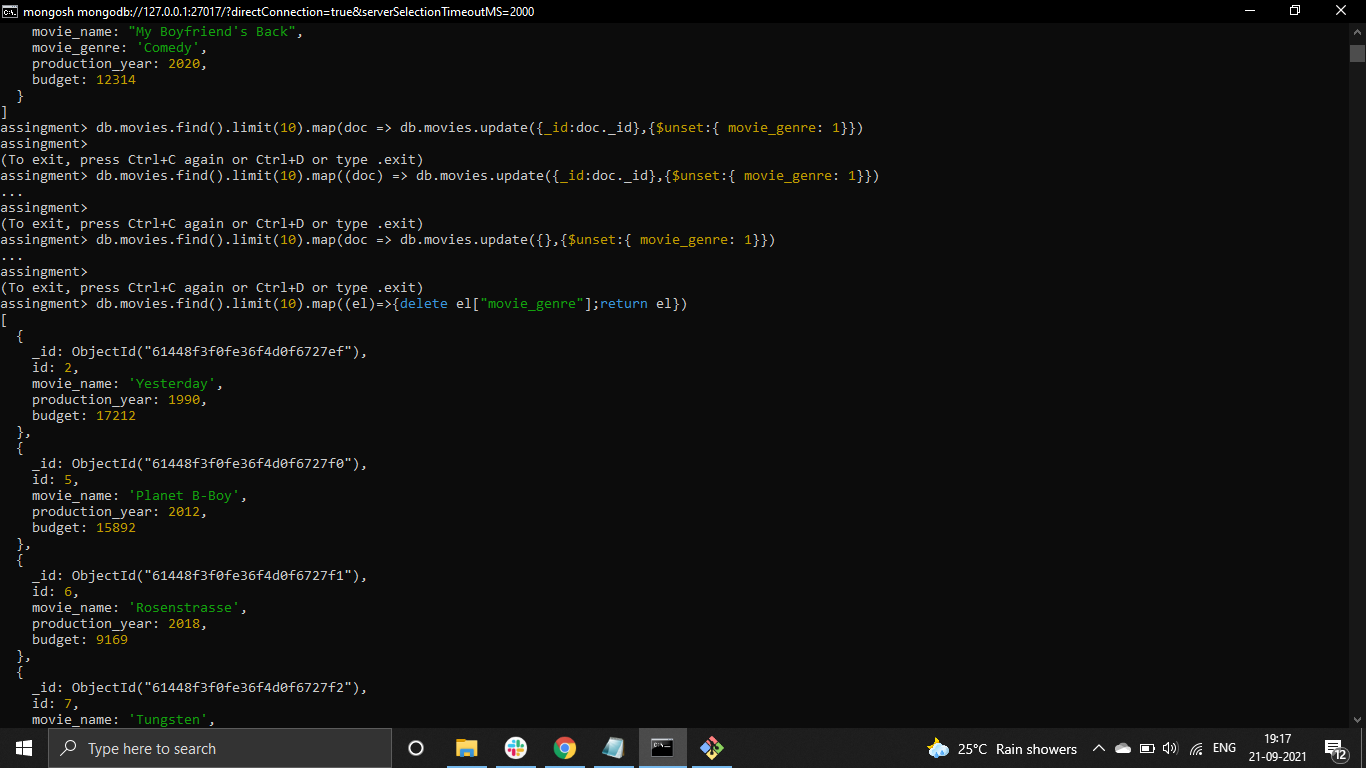 mongosh mongodb://127.0.0.1:27017/?directConnection=true&serverSelectionTimeoutMS=2000
movie_name: "My Boyfriend's Back",
movie_genre: 'Comedy',
production_year: 2020,
budget: 12314
}
]
assingment> db.movies.find().limit(10).map(doc => db.movies.update({_id:doc._id},{$unset:{ movie_genre: 1}})
assingment>
(To exit, press Ctrl+C again or Ctrl+D or type .exit)
assingment> db.movies.find().limit(10).map((doc) => db.movies.update({_id:doc._id},{$unset:{ movie_genre: 1}})
...
assingment>
(To exit, press Ctrl+C again or Ctrl+D or type .exit)
assingment> db.movies.find().limit(10).map(doc => db.movies.update({},{$unset:{ movie_genre: 1}})
...
assingment>
(To exit, press Ctrl+C again or Ctrl+D or type .exit)
assingment> db.movies.find().limit(10).map((el)=>{delete el["movie_genre"];return el})
[
{
_id: ObjectId("61448f3f0fe36f4d0f6727ef"),
id: 2,
movie_name: 'Yesterday',
production_year: 1990,
budget: 17212
},
{
_id: ObjectId("61448f3f0fe36f4d0f6727f0"),
id: 5,
movie_name: 'Planet B-Boy',
production_year: 2012,
budget: 15892
},
{
_id: ObjectId("61448f3f0fe36f4d0f6727f1"),
id: 6,
movie_name: 'Rosenstrasse',
production_year: 2018,
budget: 9169
},
{
_id: ObjectId("61448f3f0fe36f4d0f6727f2"),
id: 7,
movie_name: 'Tungsten',
Type here to search
25°C Rain showers
ENG
19:17
21-09-2021
12